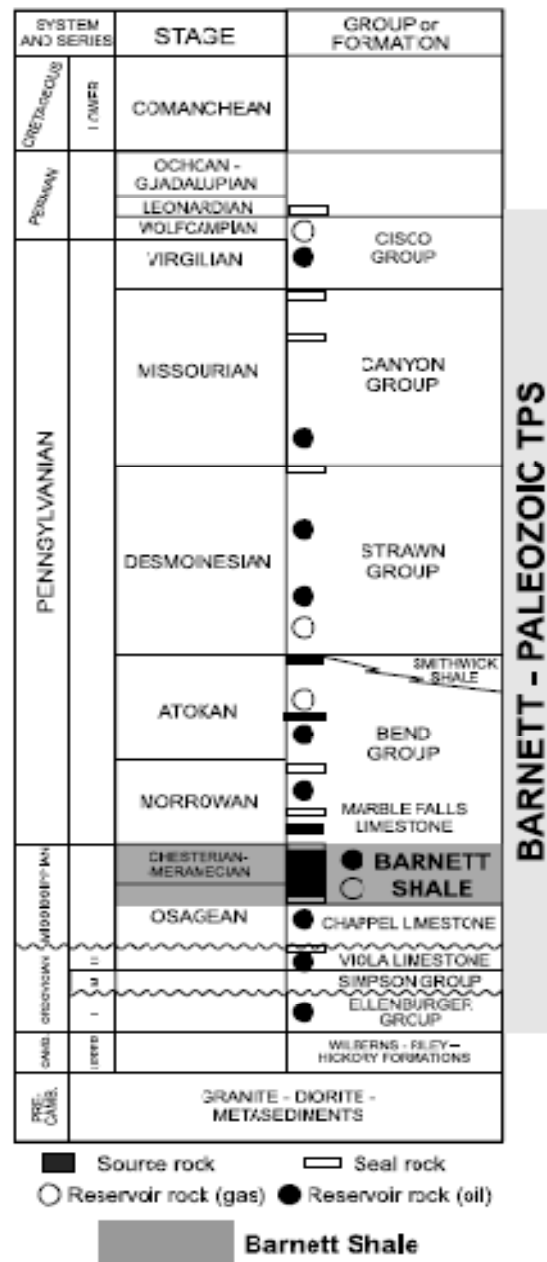 SYSTEM
AND SERIES
STAGE
GROUP or
FORMATION
CRETACEOUS
LOWER
COMANCHEAN
PERMIAN
OCHOAN -
GUADALUPIAN
LEONARDIAN
WOLFCAMPIAN
CISCO
GROUP
PENNSYLVANIAN
VIRGILIAN
MISSOURIAN
CANYON
GROUP
DESMOINESIAN
STRAWN
GROUP
SMITHWICK
SHALE
ATOKAN
BEND
GROUP
MORROWAN
MARBLE FALLS
LIMESTONE
MISSISSIPPIAN
CHESTERIAN-
MERAMECIAN
BARNETT
SHALE
OSAGEAN
CHAPPEL LIMESTONE
ORDOVICIAN
VIOLA LIMESTONE
M
SIMPSON GROUP
ELLENBURGER
GROUP
CAMB.
UPPER
WILBERNS - RILEY –
HICKORY FORMATIONS
PRE-
CAMB.
GRANITE - DIORITE -
METASEDIMENTS
BARNETT - PALEOZOIC TPS
Source rock
Seal rock
Reservoir rock (gas)
Reservoir rock (oil)
Barnett Shale